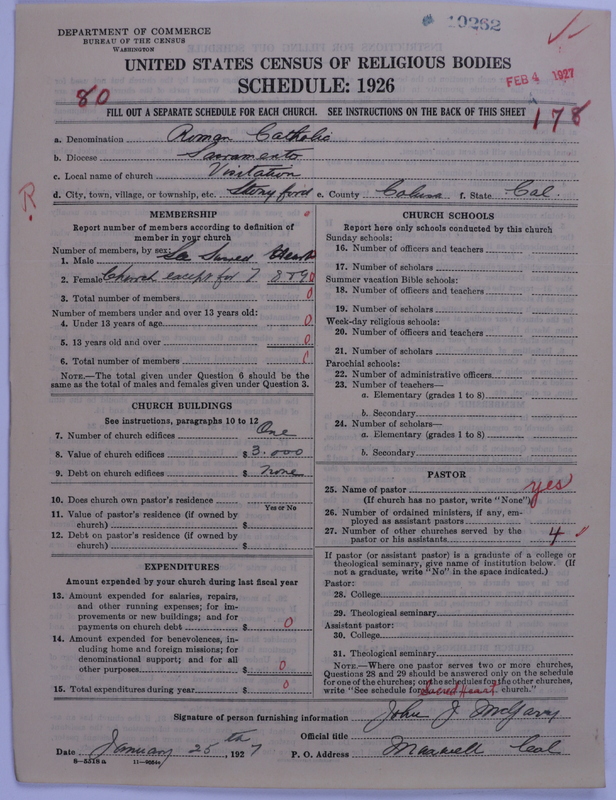 DEPARTMENT OF COMMERCE
BUREAU OF THE CENSUS
WASHINGTON
19262
UNITED STATES CENSUS OF RELIGIOUS BODIES
SCHEDULE: 1926
FEB 4 1927
80
FILL OUT A SEPARATE SCHEDULE FOR EACH CHURCH. SEE INSTRUCTIONS ON THE BACK OF THIS SHEET
178
a. Denomination Roman Catholic
b. Diocese Sacramento
c. Local name of church Visitation
d. City, town, village, or township, etc. Stonyford e. County Colusa f. State Cal.
R
MEMBERSHIP
Report number of members according to definition of
member in your church
Number of members, by sex:
1. Male See Sacred Heart
2. Female Church except for 7 8 & 9 0
3. Total number of members 0
Number of members under and over 13 years old:
4. Under 13 years of age 0
5. 13 years old and over 0
6. Total number of members 0
NOTE.—The total given under Question 6 should be the
same as the total of males and females given under Question 3.
CHURCH BUILDINGS
See instructions, paragraphs 10 to 12
7. Number of church edifices One
8. Value of church edifices $ 3.000
9. Debt on church edifices $ None
10. Does church own pastor's residence
Yes or No
11. Value of pastor's residence (if owned by
church) $
12. Debt on pastor's residence (if owned by
church) $
EXPENDITURES
Amount expended by your church during last fiscal year
13. Amount expended for salaries, repairs,
and other running expenses; for im-
provements or new buildings; and for
payments on church debt $ 0
14. Amount expended for benevolences, in-
cluding home and foreign missions; for
denominational support; and for all
other purposes $ 0
15. Total expenditures during year $ 0
CHURCH SCHOOLS
Report here only schools conducted by this church
Sunday schools:
16. Number of officers and teachers
17. Number of scholars
Summer vacation Bible schools:
18. Number of officers and teachers
19. Number of scholars
Week-day religious schools:
20. Number of officers and teachers
21. Number of scholars
Parochial schools:
22. Number of administrative officers
23. Number of teachers—
a. Elementary (grades 1 to 8)
b. Secondary
24. Number of scholars—
a. Elementary (grades 1 to 8)
b. Secondary
PASTOR
25. Name of pastor yes
(If church has no pastor, write "None")
26. Number of ordained ministers, if any, em-
ployed as assistant pastors
27. Number of other churches served by the
pastor or his assistants 4
If pastor (or assistant pastor) is a graduate of a college or
theological seminary, give name of institution below. (If
not a graduate, write "No" in the space indicated.)
Pastor:
28. College
29. Theological seminary
Assistant pastor:
30. College
31. Theological seminary
NOTE.—Where one pastor serves two or more churches,
Questions 28 and 29 should be answered only on the schedule
for one of the churches; on the schedules for the other churches,
write "See schedule for Sacred Heart church."
Signature of person furnishing information John J. McGarry
Official title
Date January 25th, 1927 P. O. Address Maxwell Cal
8—5518 a